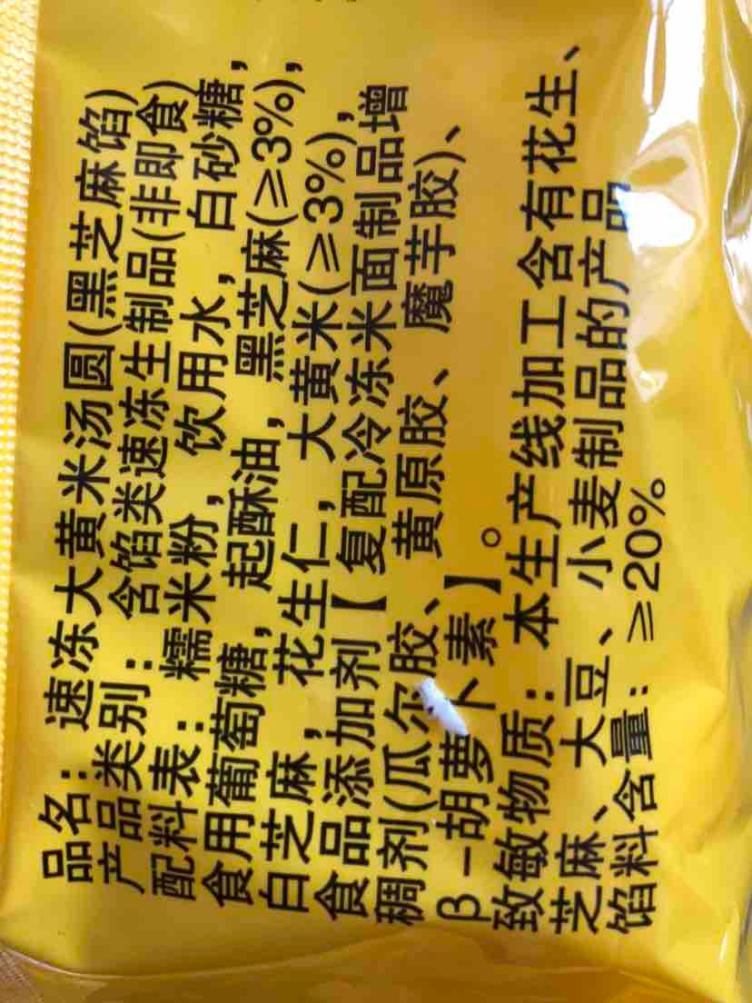 品名：速冻大黄米汤圆(黑芝麻馅)
产品类别：含馅类速冻生制品(非即食)
配料表：糯米粉，饮用水，白砂糖，
食用葡萄糖，起酥油，黑芝麻(≥3%)，
白芝麻，花生仁，大黄米(≥3%)，
食品添加剂【复配冷冻米面制品增
稠剂(瓜尔胶、黄原胶、魔芋胶)、
β-胡萝卜素】。
致敏物质：本生产线加工含有花生、
芝麻、大豆、小麦制品的产品
馅料含量：≥20%